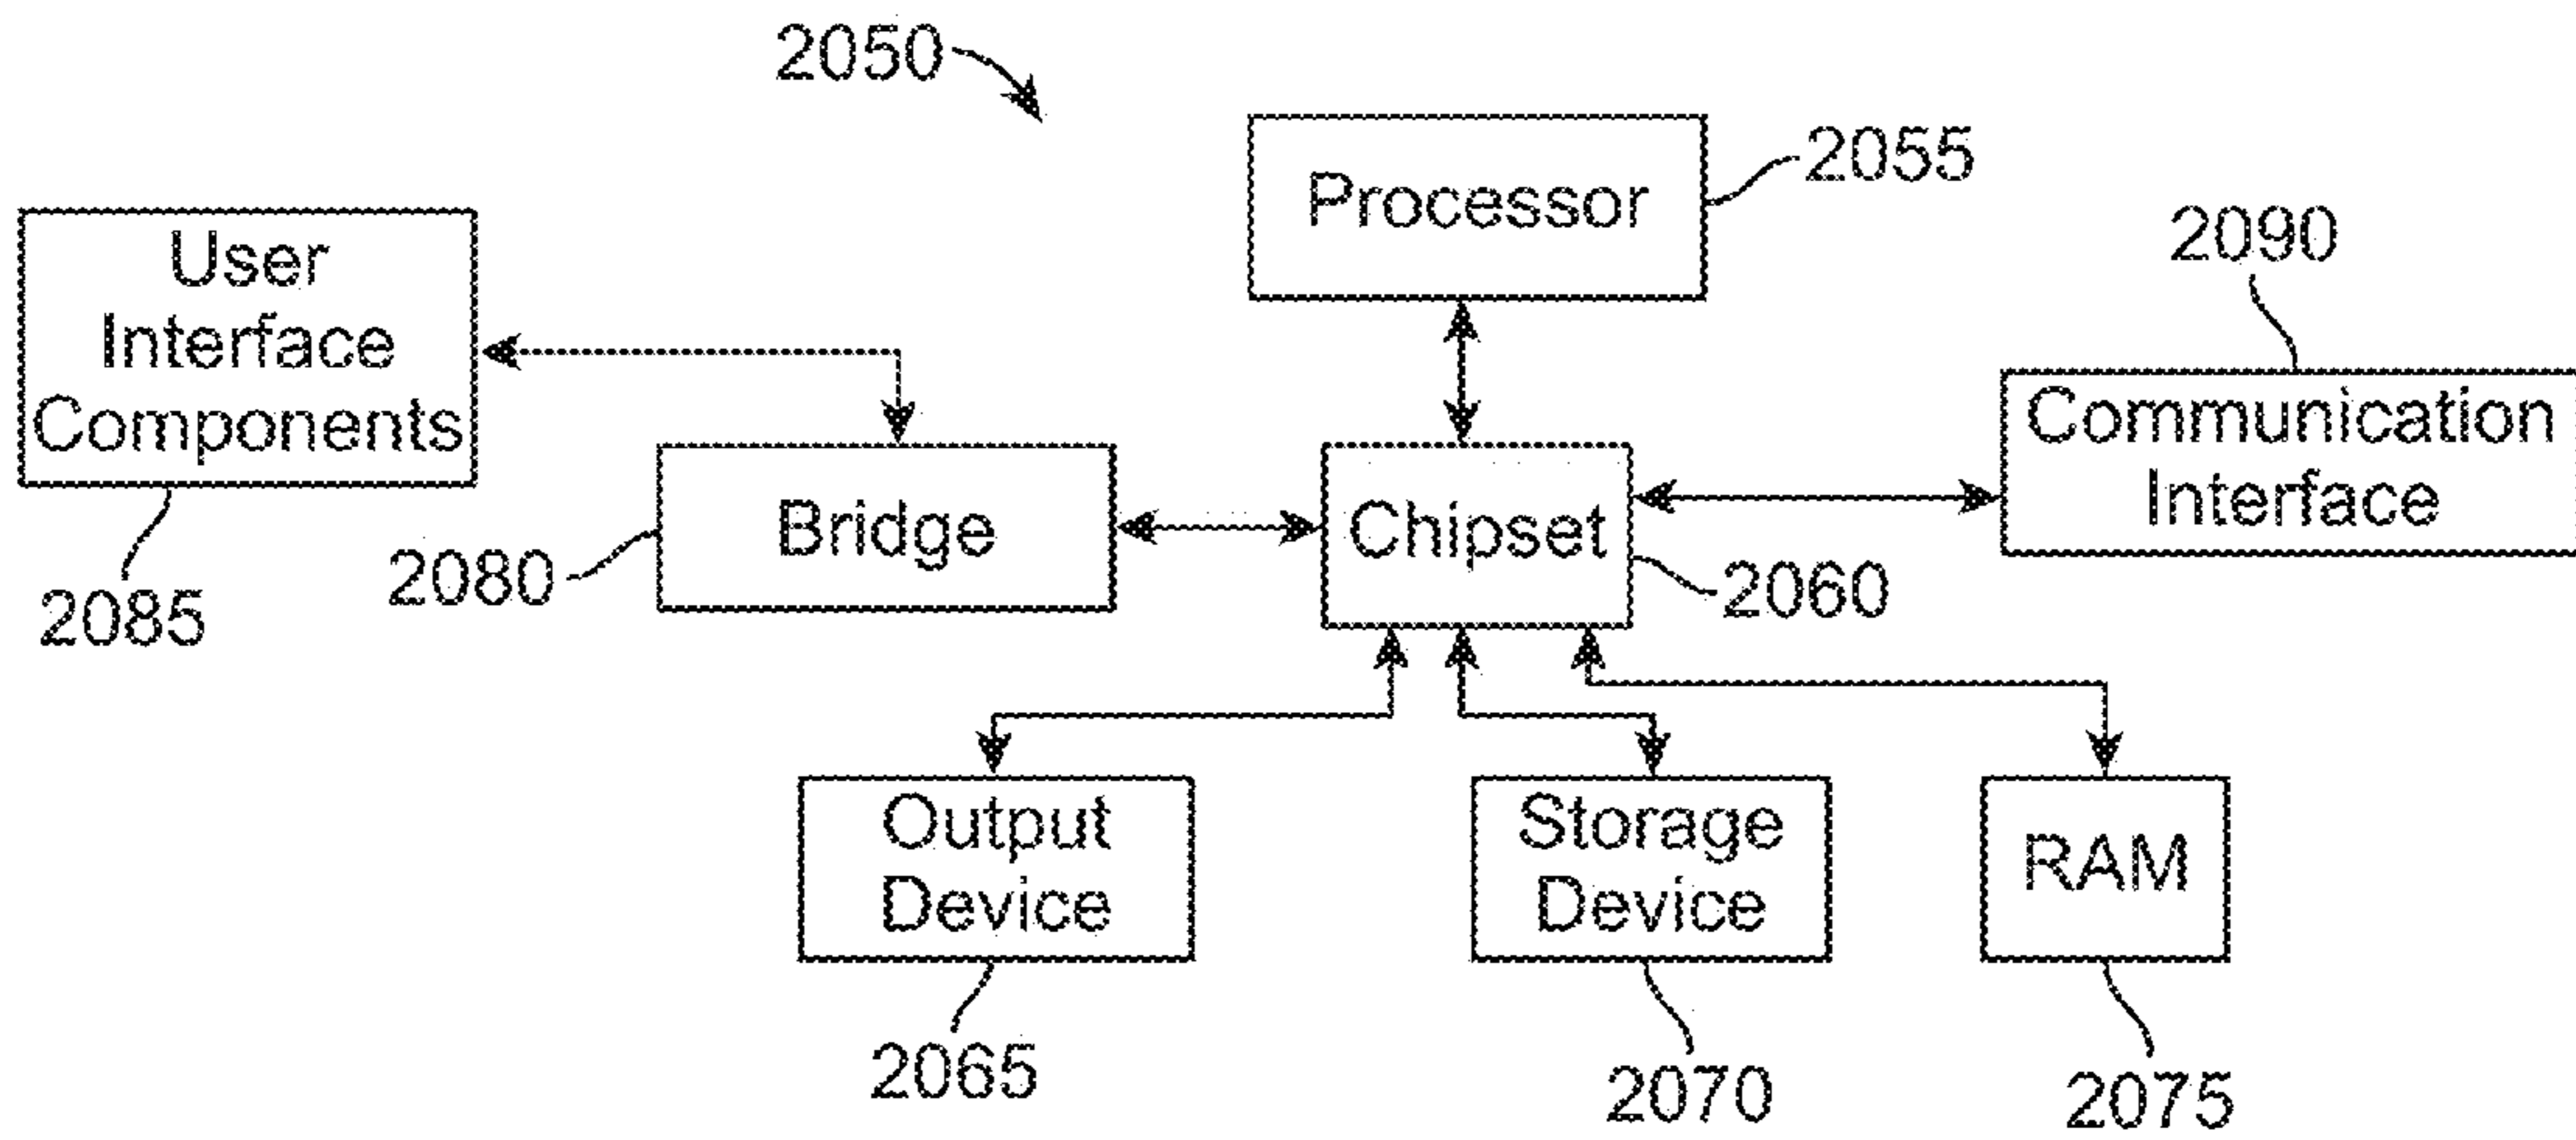 2050
Processor
2055
User
Interface
Components
2090
Communication
Interface
Bridge
Chipset
2080
2060
2085
Output
Device
Storage
Device
RAM
2065
2070
2075